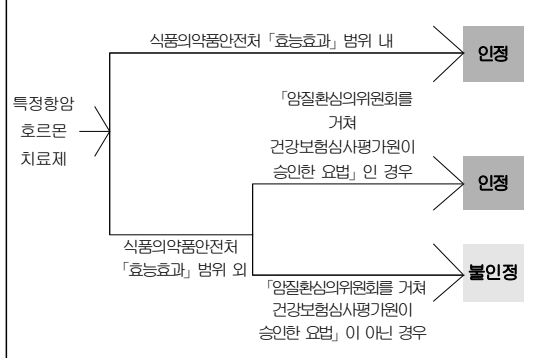 식품의약품안전처「효능효과」범위 내
인정
특정항암
호르몬
치료제
「암질환심의위원회를
거쳐
건강보험심사평가원이
승인한 요법」인 경우
인정
식품의약품안전처
「효능효과」범위 외
불인정
「암질환심의위원회를 거쳐
건강보험심사평가원이
승인한 요법」이 아닌 경우